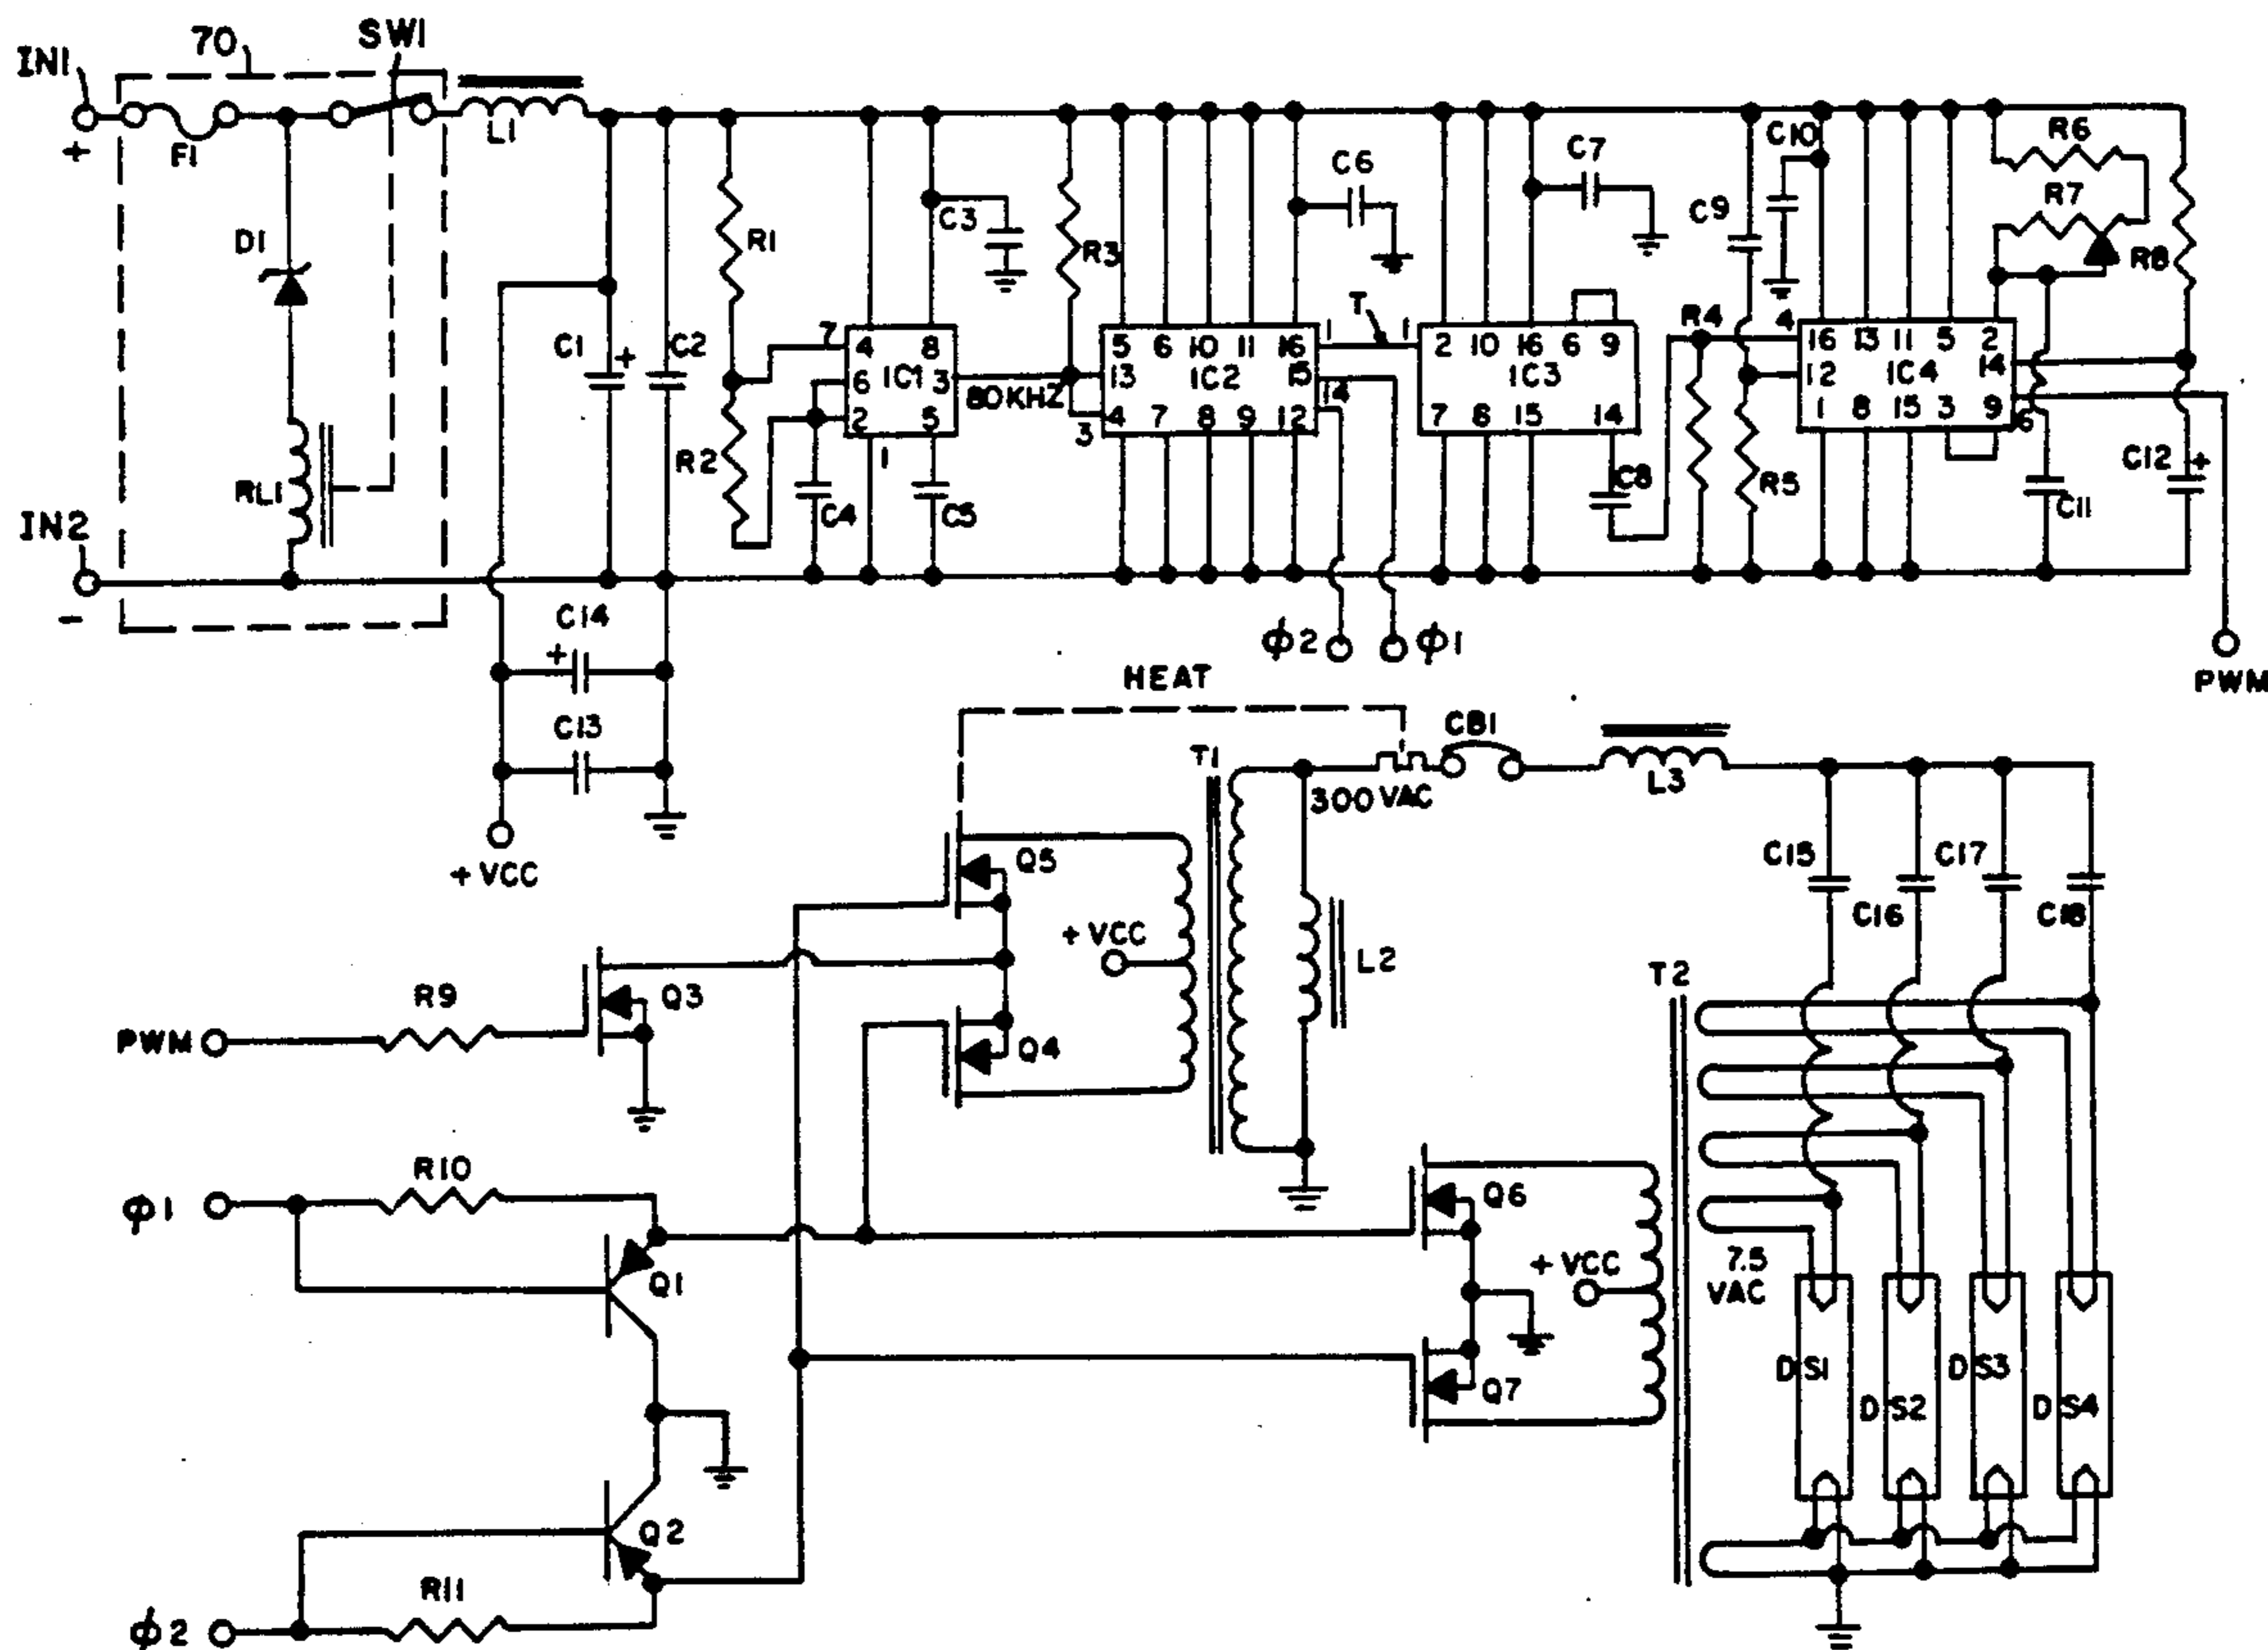 IN1
70
SW1
+
F1
L1
D1
RL1
IN2
-
C1
+
C2
R1
R2
7
4 8
6 IC1 3
2 5
1
C3
C4
C5
80KHZ
R3
5 6 10 11 16
13 IC2 15
4 7 8 9 12
3
1
14
C6
T
1
2 10 16 6 9
IC3
7 8 15 14
C7
C8
R4
R5
C9
C10
4
16 13 11 5 2
12 IC4 14
1 8 15 3 9
6
R6
R7
R8
C11
C12
+
φ2
φ1
PWM
C14
+
C13
+VCC
HEAT
T1
CB1
300 VAC
L3
Q5
+VCC
L2
C15
C16
C17
C18
PWM
R9
Q3
Q4
T2
φ1
R10
Q1
Q6
+VCC
7.5
VAC
Q7
DS1
DS2
DS3
DS4
Q2
R11
φ2